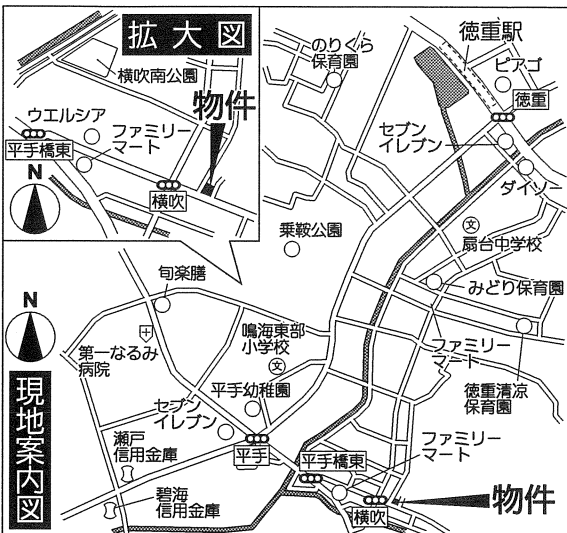 拡大図
横吹南公園
ウエルシア
物件
ファミリー
マート
平手橋東
N
横吹
のりくら
保育園
徳重駅
ピアゴ
徳重
セブン
イレブン
ダイソー
文
扇台中学校
乗鞍公園
みどり保育園
旬楽膳
N
第一なるみ
病院
鳴海東部
小学校
文
ファミリー
マート
徳重清凉
保育園
平手幼稚園
セブン
イレブン
瀬戸
信用金庫
平手
平手橋東
ファミリー
マート
碧海
信用金庫
横吹
物件
現地案内図